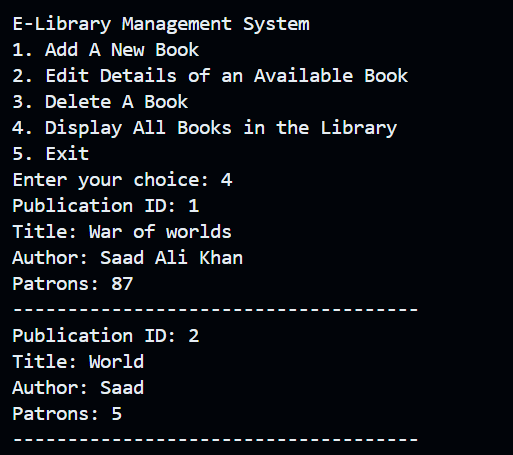 E-Library Management System
1. Add A New Book
2. Edit Details of an Available Book
3. Delete A Book
4. Display All Books in the Library
5. Exit
Enter your choice: 4
Publication ID: 1
Title: War of worlds
Author: Saad Ali Khan
Patrons: 87
-------------------------------------
Publication ID: 2
Title: World
Author: Saad
Patrons: 5
-------------------------------------